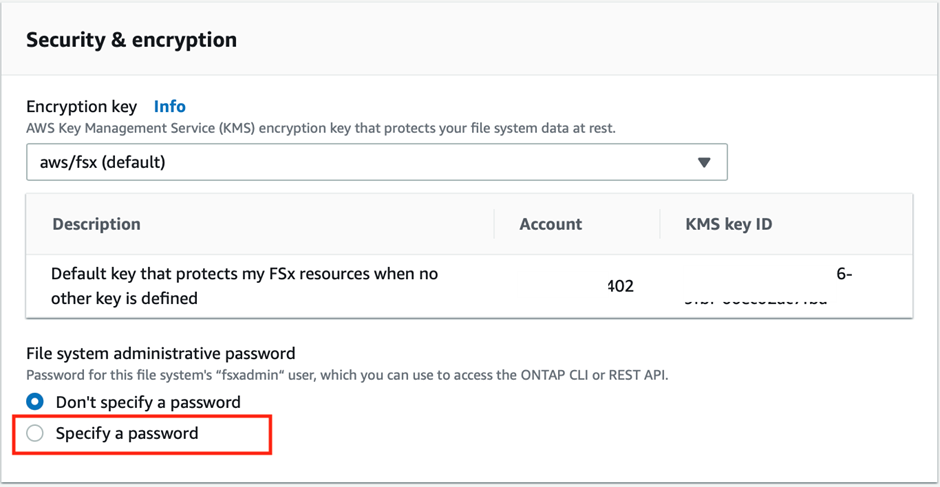 Security & encryption
Encryption key Info
AWS Key Management Service (KMS) encryption key that protects your file system data at rest.
aws/fsx (default)
Description Account KMS key ID
Default key that protects my FSx resources when no
other key is defined
402
6-
File system administrative password
Password for this file system's “fsxadmin” user, which you can use to access the ONTAP CLI or REST API.
Don't specify a password
Specify a password